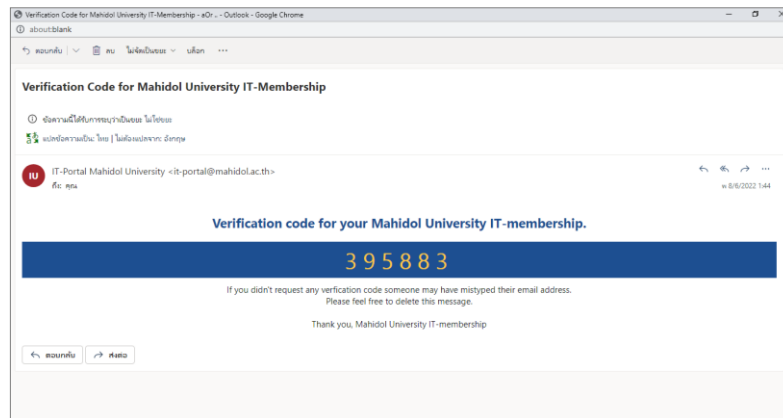 Verification Code for Mahidol University IT-Membership - aOr .. - Outlook - Google Chrome
about:blank
ตอบกลับ ลบ ไม่จัดเป็นขยะ บล็อก ...
Verification Code for Mahidol University IT-Membership
ข้อความนี้ได้รับการระบุว่าเป็นขยะ ไม่ใช่ขยะ
แปลข้อความเป็น: ไทย | ไม่ต้องแปลจาก: อังกฤษ
IU
IT-Portal Mahidol University <it-portal@mahidol.ac.th>
ถึง: คุณ
พ 8/6/2022 1:44
Verification code for your Mahidol University IT-membership.
395883
If you didn't request any verfication code someone may have mistyped their email address.
Please feel free to delete this message.
Thank you, Mahidol University IT-membership
ตอบกลับ ส่งต่อ